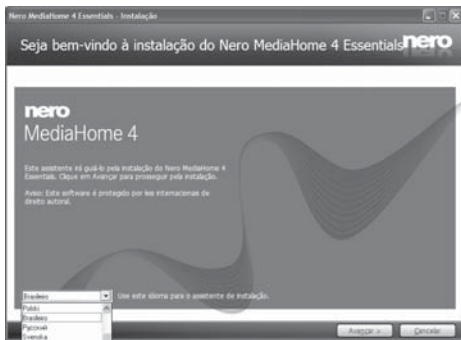 Nero MediaHome 4 Essentials - Instalação
Seja bem-vindo à instalação do Nero MediaHome 4 Essentials
nero
nero
MediaHome 4
Este assistente irá guiá-lo pela instalação do Nero MediaHome 4
Essentials. Clique em Avançar para prosseguir pela instalação.
Aviso: Este software é protegido por leis internacionais de
direito autoral.
Brasileiro
Use este idioma para o assistente de instalação.
Polski
Brasileiro
Русский
Svenska
Avançar >
Cancelar